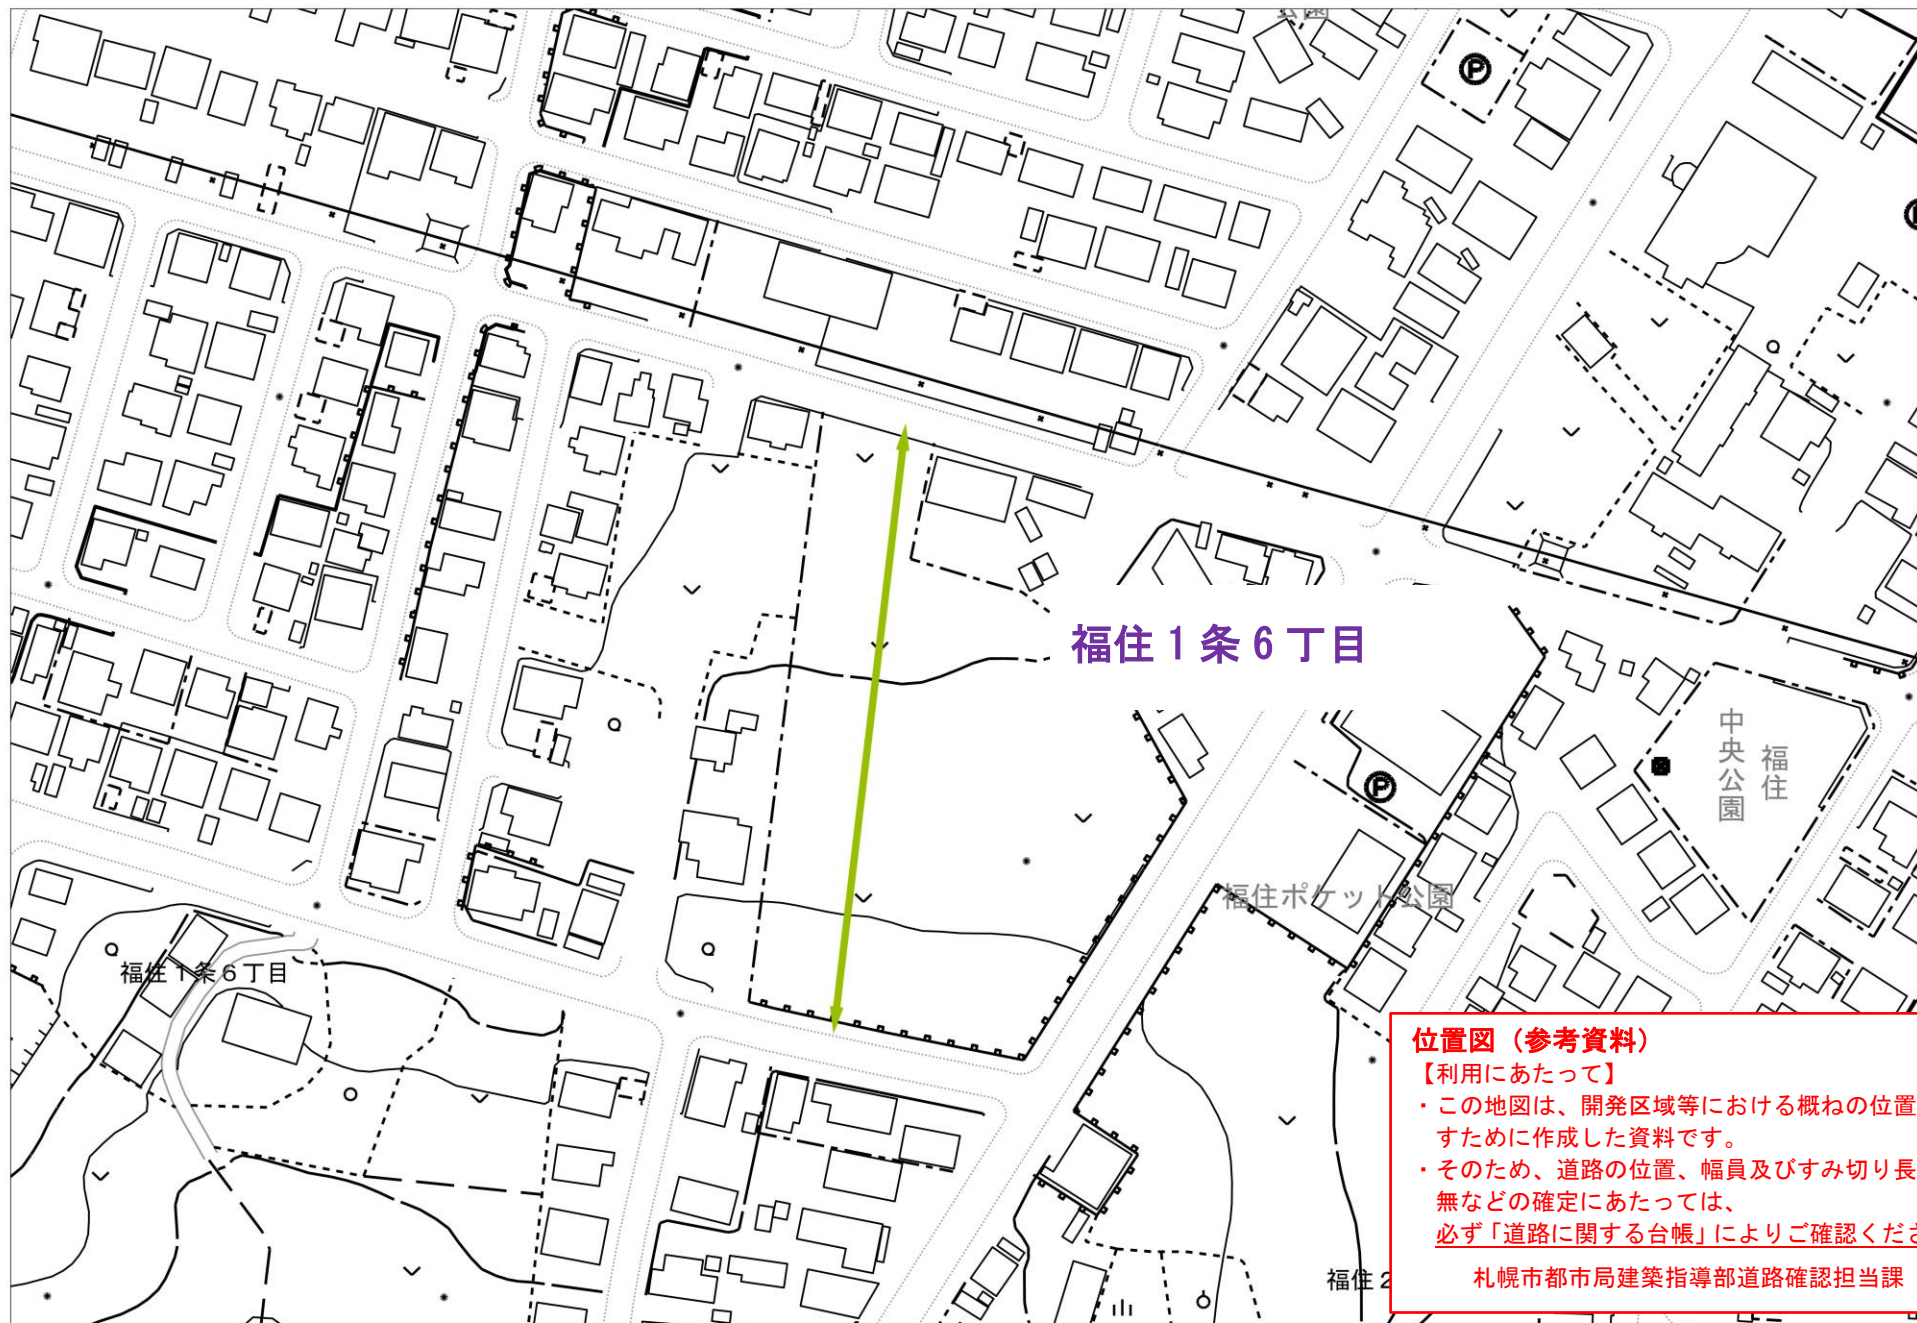 公園
Ⓟ
福住１条６丁目
中央公園
福住
Ⓟ
福住ポケット公園
福住１条６丁目
位置図（参考資料）
【利用にあたって】
・この地図は、開発区域等における概ねの位置
すために作成した資料です。
・そのため、道路の位置、幅員及びすみ切り長
無などの確定にあたっては、
必ず「道路に関する台帳」によりご確認くださ
札幌市都市局建築指導部道路確認担当課
福住２